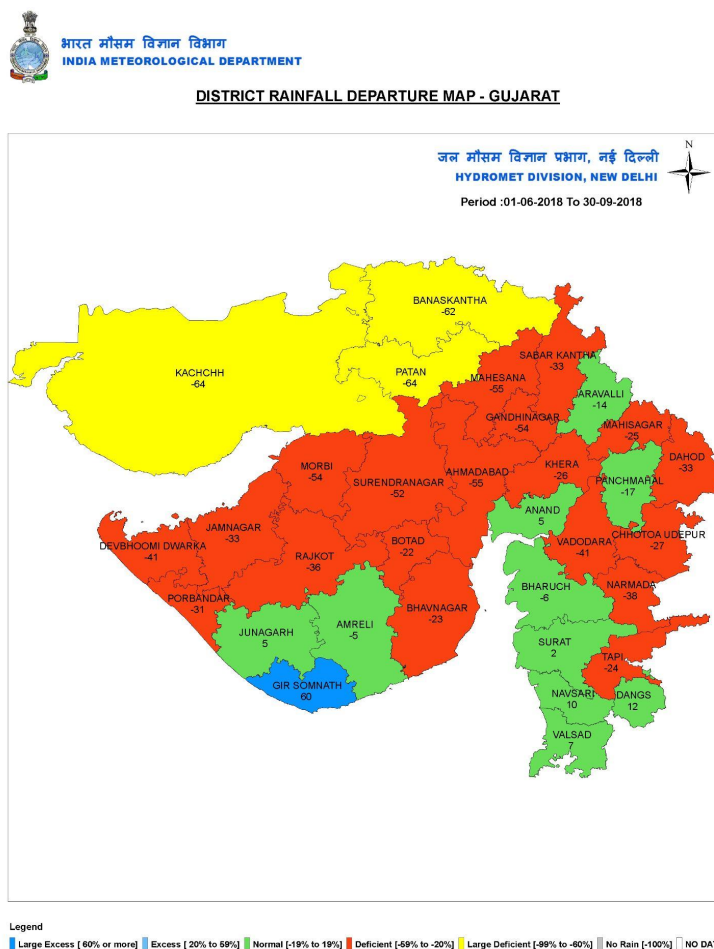 भारत मौसम विज्ञान विभाग
INDIA METEOROLOGICAL DEPARTMENT
DISTRICT RAINFALL DEPARTURE MAP - GUJARAT
N
जल मौसम विज्ञान प्रभाग, नई दिल्ली
HYDROMET DIVISION, NEW DELHI
Period :01-06-2018 To 30-09-2018
BANASKANTHA
-62
SABAR KANTHA
-33
KACHCHH
-64
PATAN
-64
MAHESANA
-55
ARAVALLI
-14
GANDHINAGAR
-54
MAHISAGAR
-25
DAHOD
-33
MORBI
-54
SURENDRANAGAR
-52
AHMADABAD
-55
KHERA
-26
PANCHMAHAL
-17
ANAND
5
JAMNAGAR
-33
DEVBHOOMI DWARKA
-41
RAJKOT
-36
BOTAD
-22
VADODARA
-41
CHHOTOA UDEPUR
-27
PORBANDAR
-31
BHAVNAGAR
-23
BHARUCH
-6
NARMADA
-38
JUNAGARH
5
AMRELI
-5
SURAT
2
TAPI
-24
GIR SOMNATH
60
NAVSARI
10
DANGS
12
VALSAD
7
Legend
Large Excess [ 60% or more] Excess [ 20% to 59%] Normal [-19% to 19%] Deficient [-59% to -20%] Large Deficient [-99% to -60%] No Rain [-100%] NO DA